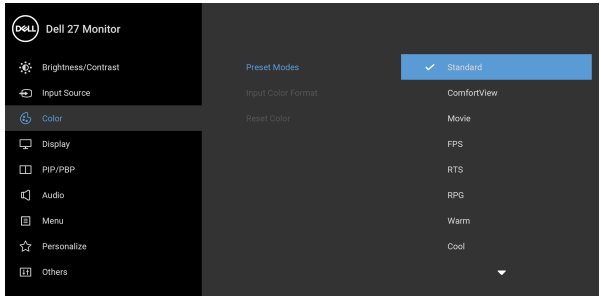 DELL Dell 27 Monitor
Brightness/Contrast
Input Source
Color
Display
PIP/PBP
Audio
Menu
Personalize
Others
Preset Modes
Input Color Format
Reset Color
Standard
ComfortView
Movie
FPS
RTS
RPG
Warm
Cool